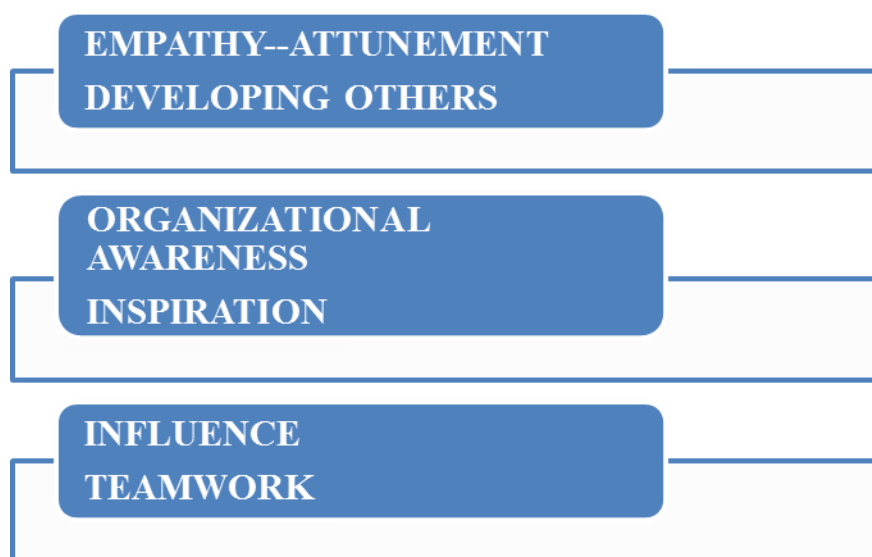 EMPATHY--ATTUNEMENT
DEVELOPING OTHERS
ORGANIZATIONAL
AWARENESS
INSPIRATION
INFLUENCE
TEAMWORK